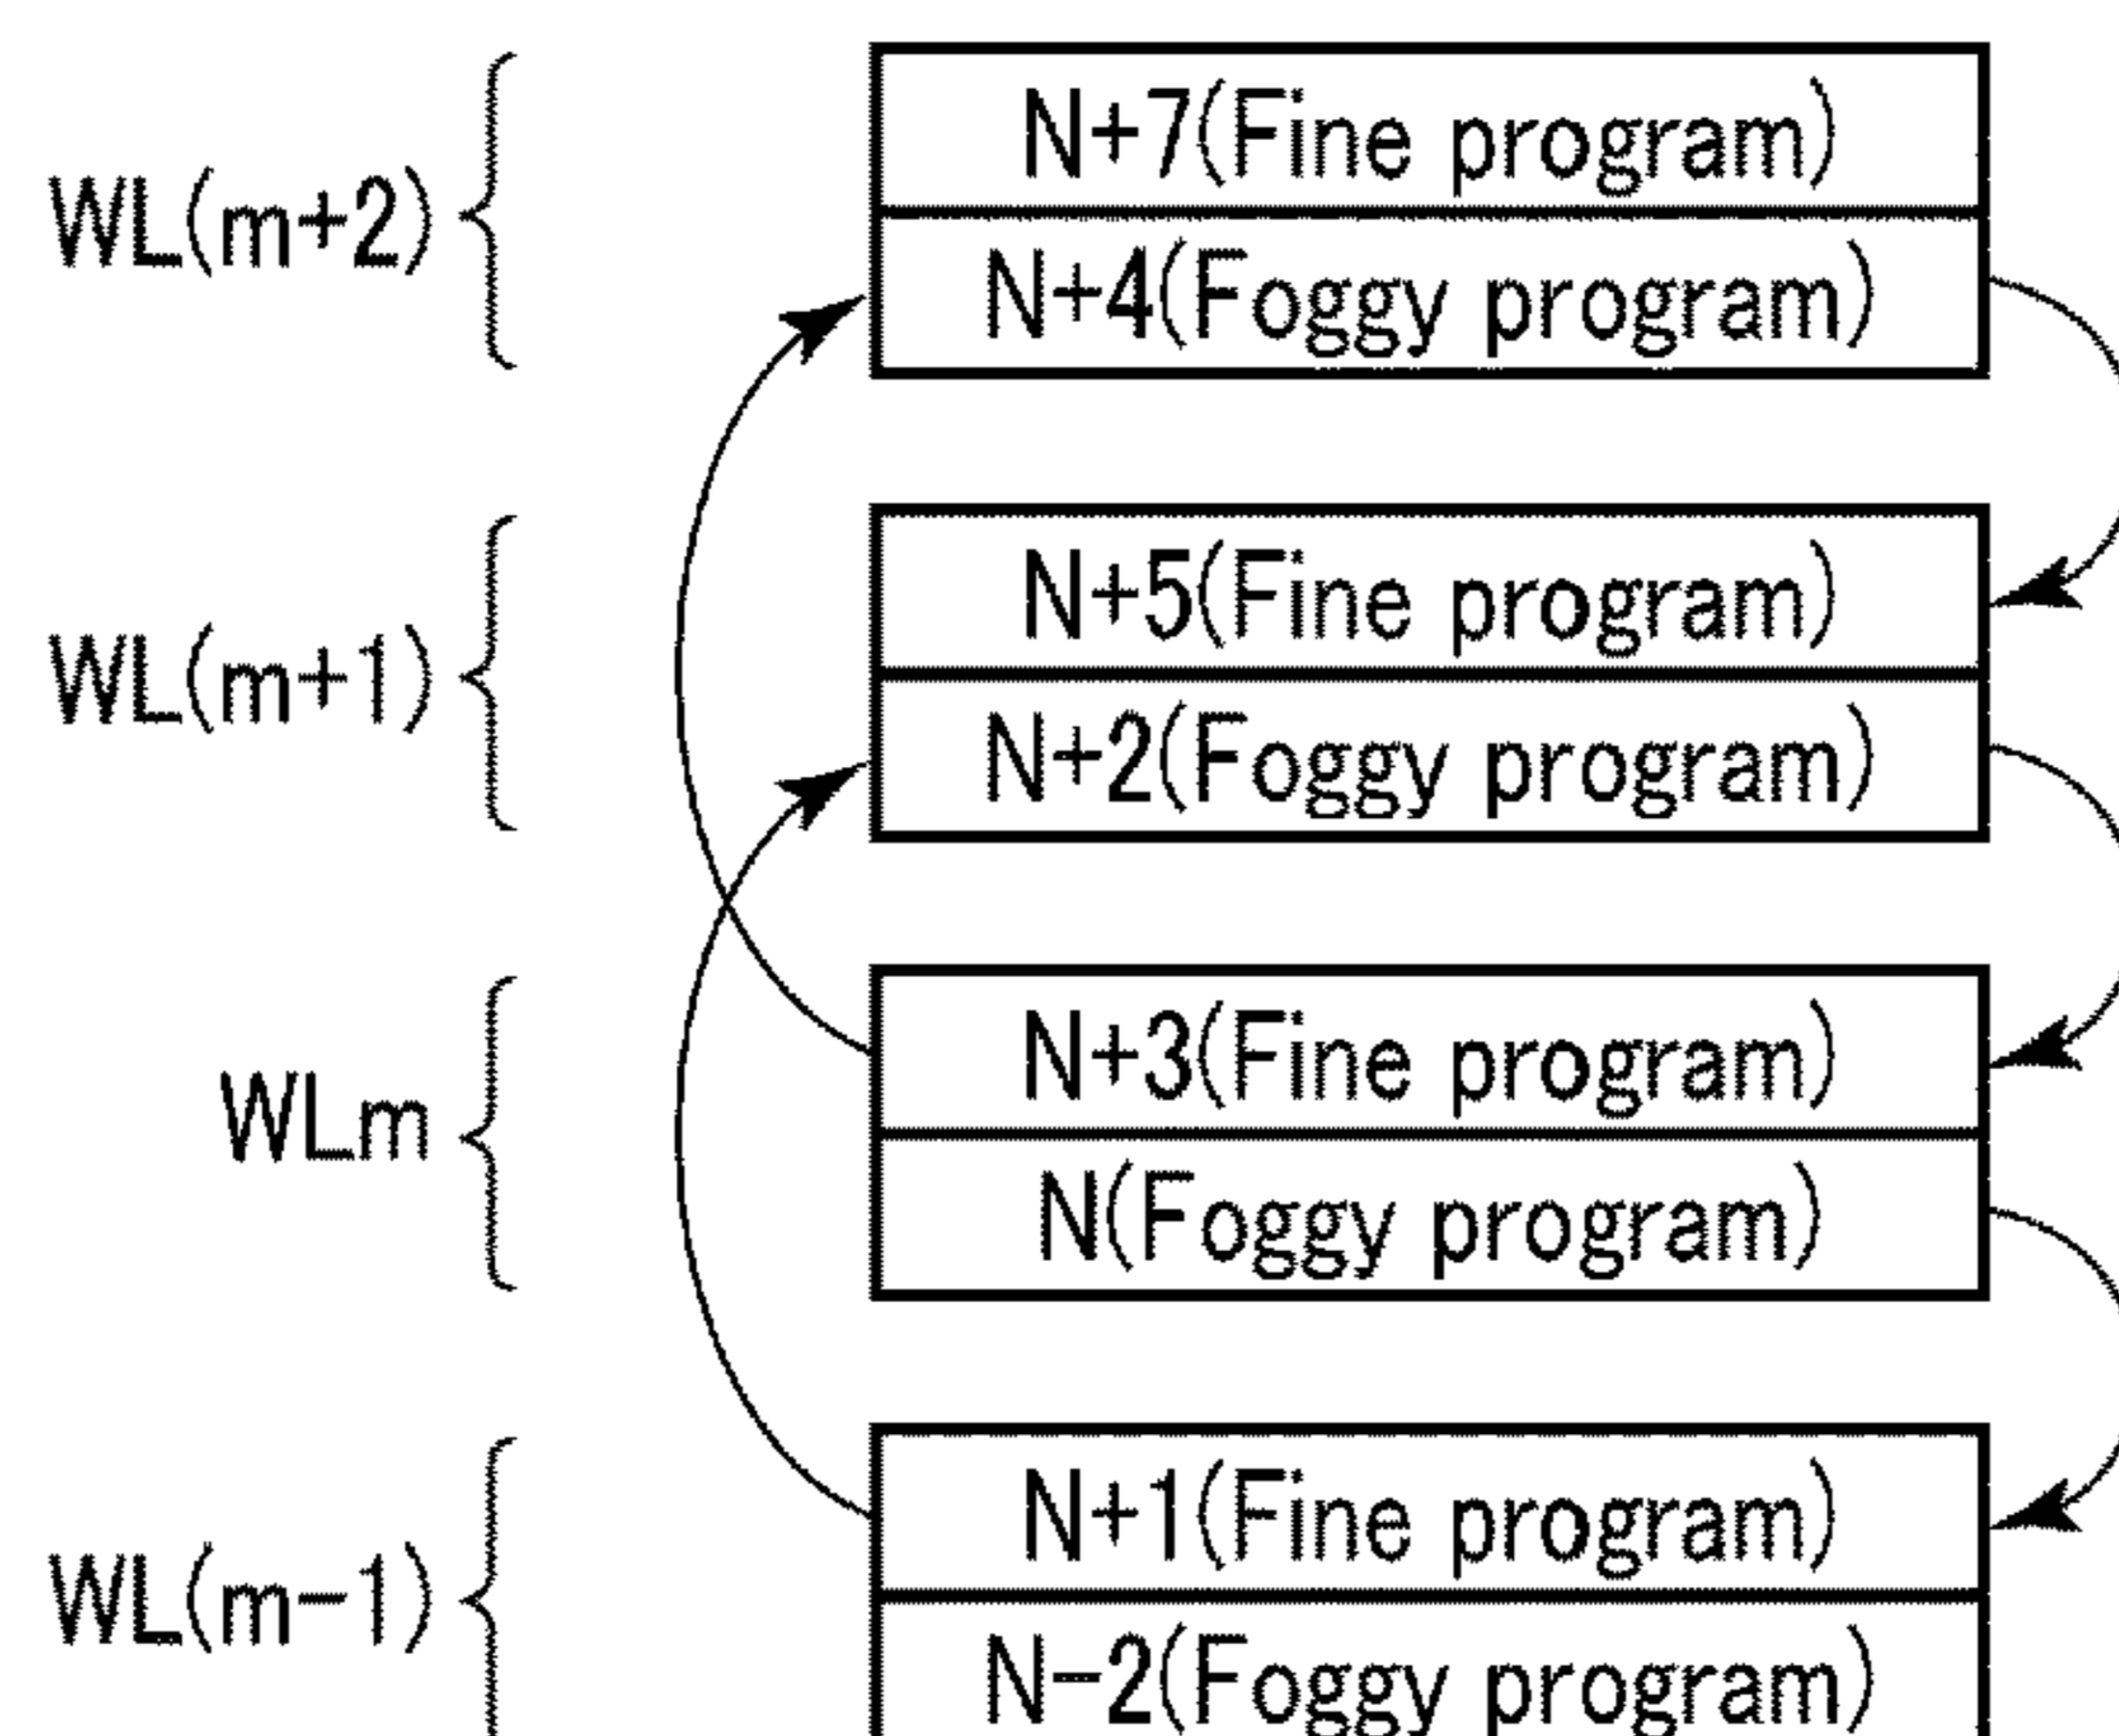 N+7(Fine program)
WL(m+2)
N+4(Foggy program)
N+5(Fine program)
WL(m+1)
N+2(Foggy program)
N+3(Fine program)
WLm
N(Foggy program)
N+1(Fine program)
WL(m-1)
N-2(Foggy program)